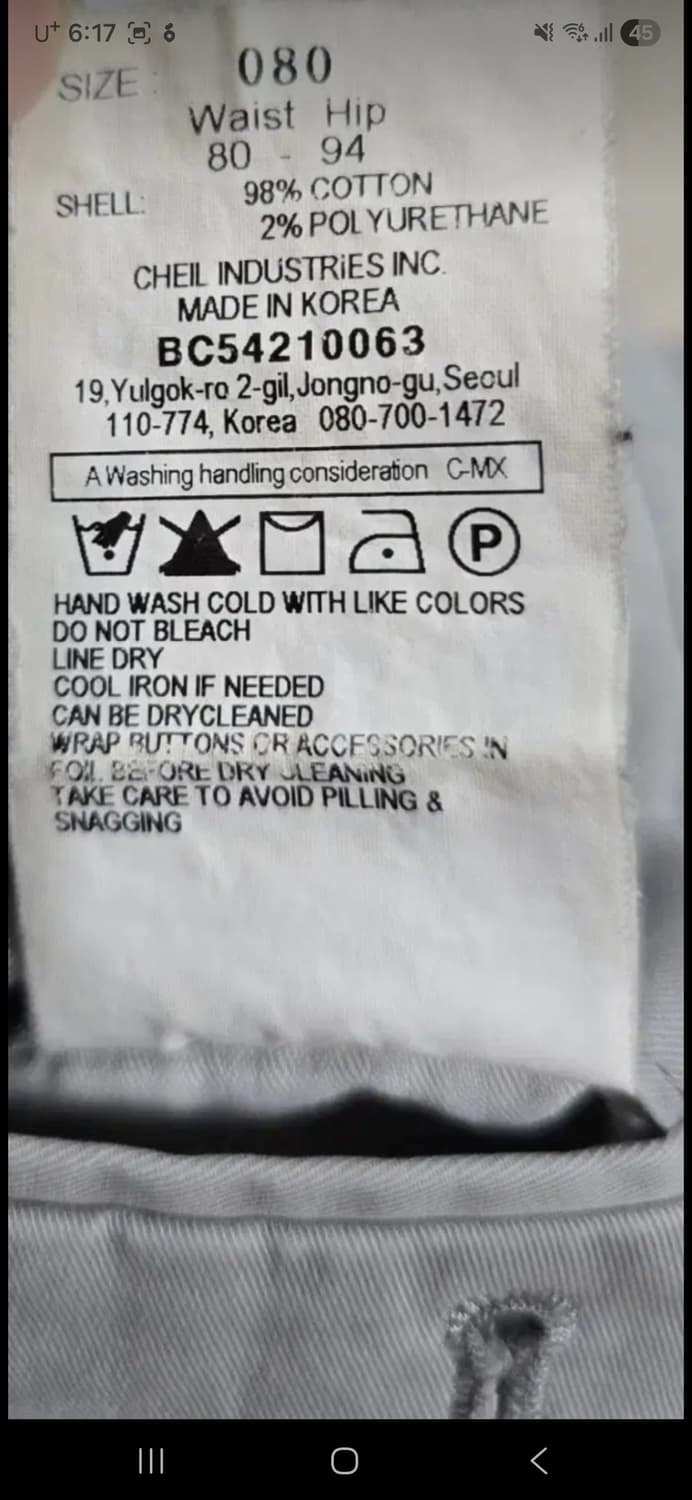 U+ 6:17
45
SIZE : 080
Waist Hip
80 - 94
SHELL: 98% COTTON
2% POLYURETHANE
CHEIL INDUSTRIES INC.
MADE IN KOREA
BC54210063
19,Yulgok-ro 2-gil,Jongno-gu,Seoul
110-774, Korea 080-700-1472
A Washing handling consideration C-MX
P
HAND WASH COLD WITH LIKE COLORS
DO NOT BLEACH
LINE DRY
COOL IRON IF NEEDED
CAN BE DRYCLEANED
WRAP BUTTONS OR ACCESSORIES IN
FOIL BEFORE DRY CLEANING
TAKE CARE TO AVOID PILLING &
SNAGGING